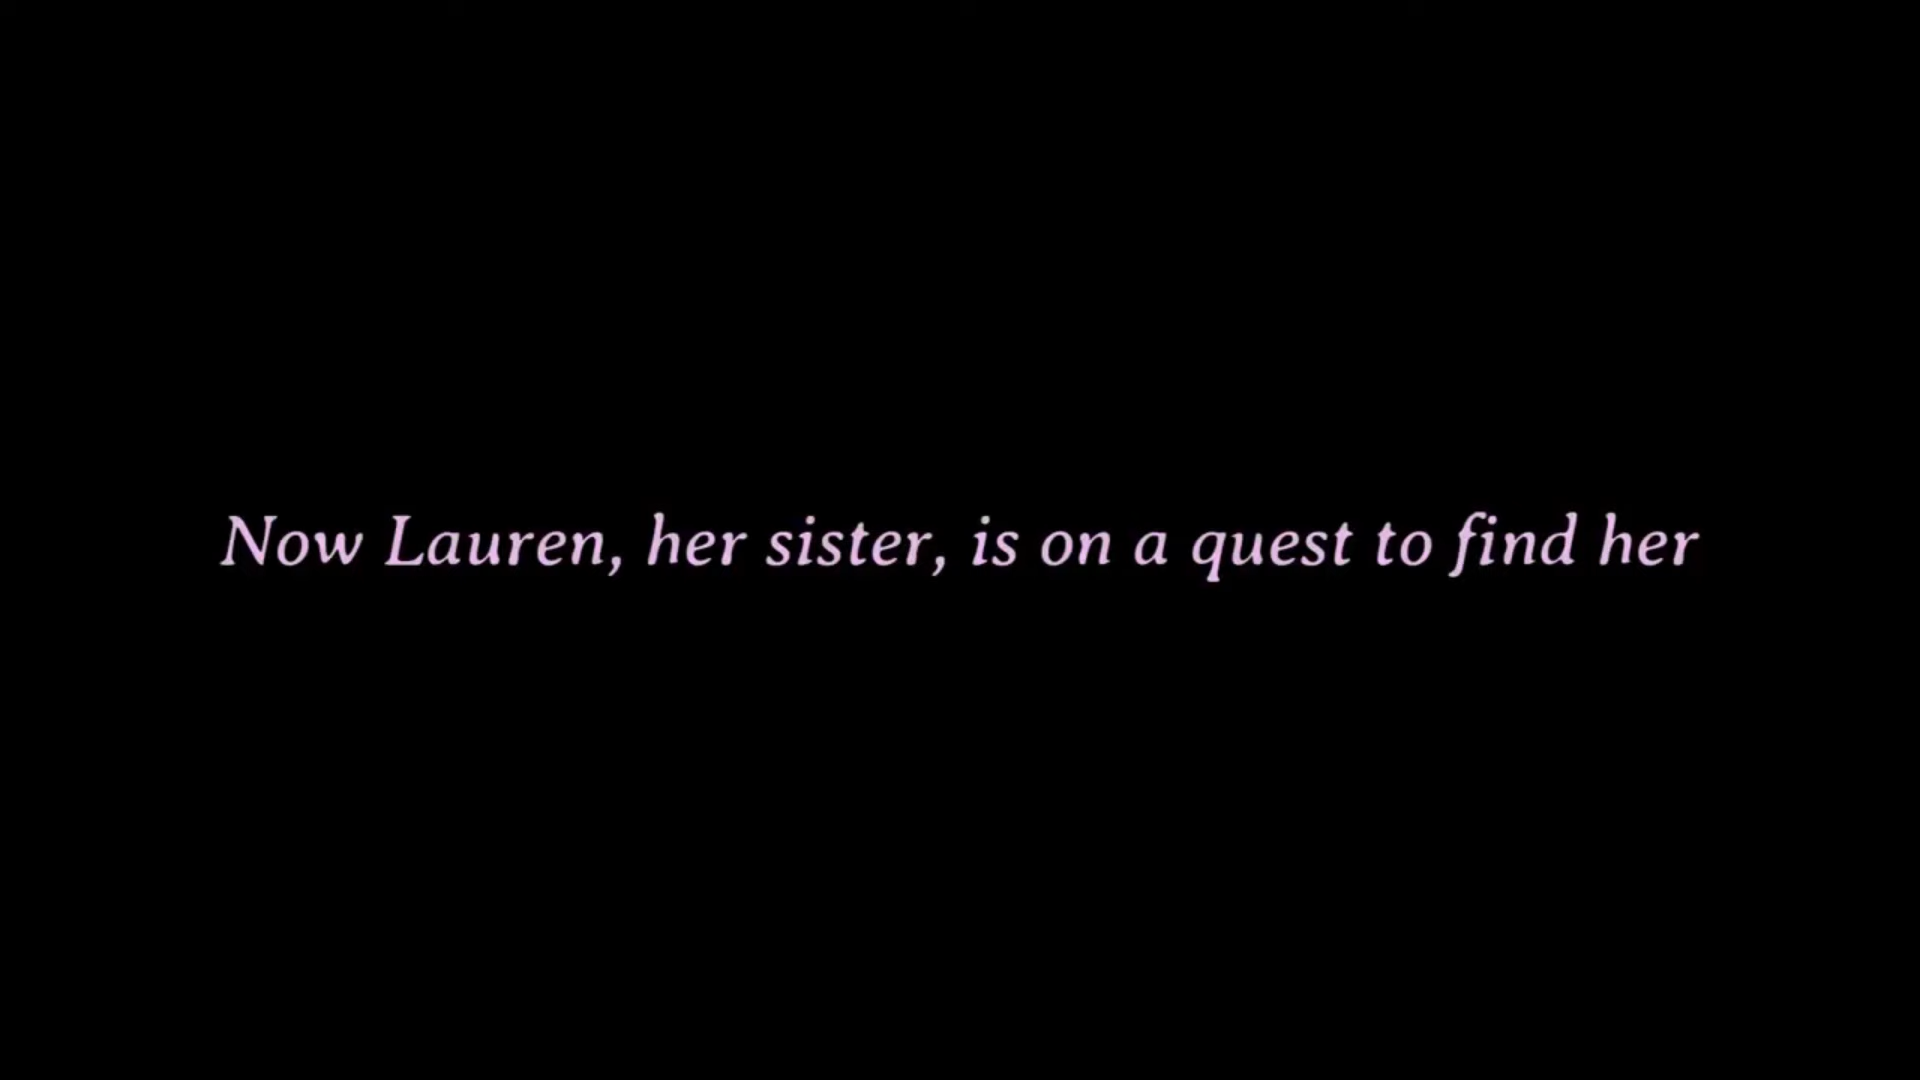 Now Lauren, her sister, is on a quest to find her